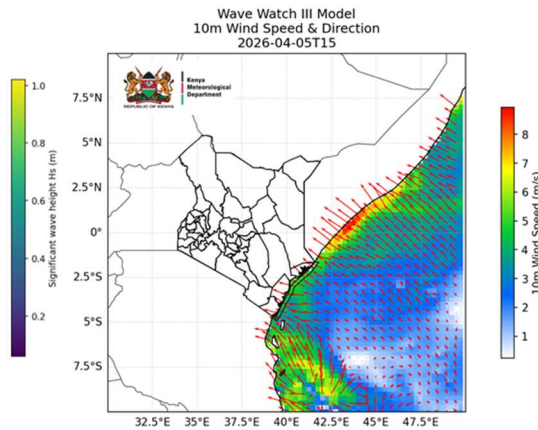 Wave Watch III Model
10m Wind Speed & Direction
2026-04-05T15
REPUBLIC OF KENYA
Kenya
Meteorological
Department
7.5°N
5°N
2.5°N
0°
2.5°S
5°S
7.5°S
32.5°E 35°E 37.5°E 40°E 42.5°E 45°E 47.5°E
1.0
0.8
0.6
0.4
0.2
Significant wave height Hs (m)
8
7
6
5
4
3
2
1
10m Wind Speed (m/s)